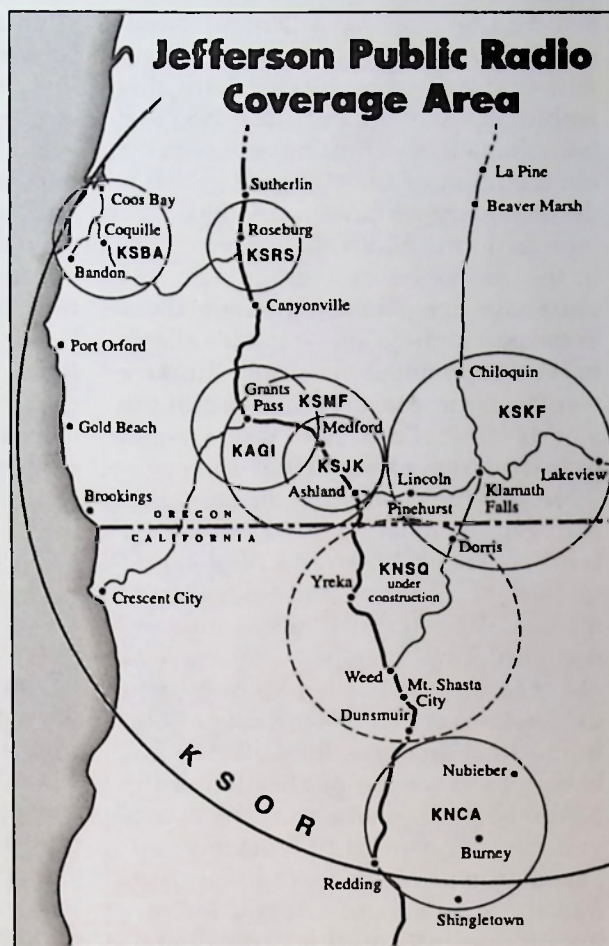 Jefferson Public Radio
Coverage Area
La Pine
Sutherlin
Beaver Marsh
Coos Bay
Coquille
KSBA
Bandon
Roseburg
KSRS
Canyonville
Port Orford
Chiloquin
Grants
Pass
KSMF
KSKF
Medford
Gold Beach
KAGI
KSJK
Lakeview
Ashland
Lincoln
Pinehurst
Klamath
Falls
Brookings
OREGON
CALIFORNIA
Dorris
KNSQ
under
construction
Yreka
Crescent City
Weed
Mt. Shasta
City
Dunsmuir
KSOR
Nubieber
KNCA
Burney
Redding
Shingletown